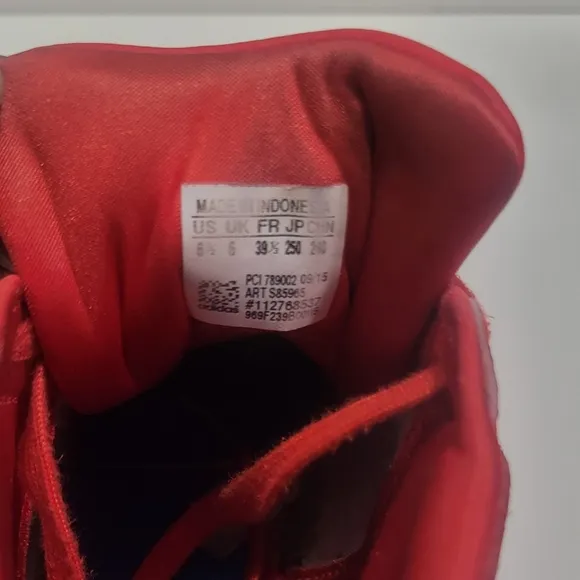 MADE IN INDONESIA
US UK FR JP CHN
6½ 6 39⅓ 250
PCI 789002 09/15
ART S85965
#112768537
adidas